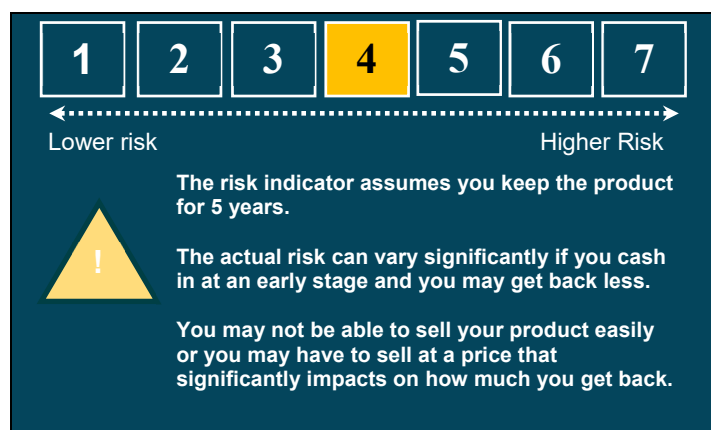 1 2 3 4 5 6 7
Lower risk Higher Risk
The risk indicator assumes you keep the product
for 5 years.
!
The actual risk can vary significantly if you cash
in at an early stage and you may get back less.
You may not be able to sell your product easily
or you may have to sell at a price that
significantly impacts on how much you get back.